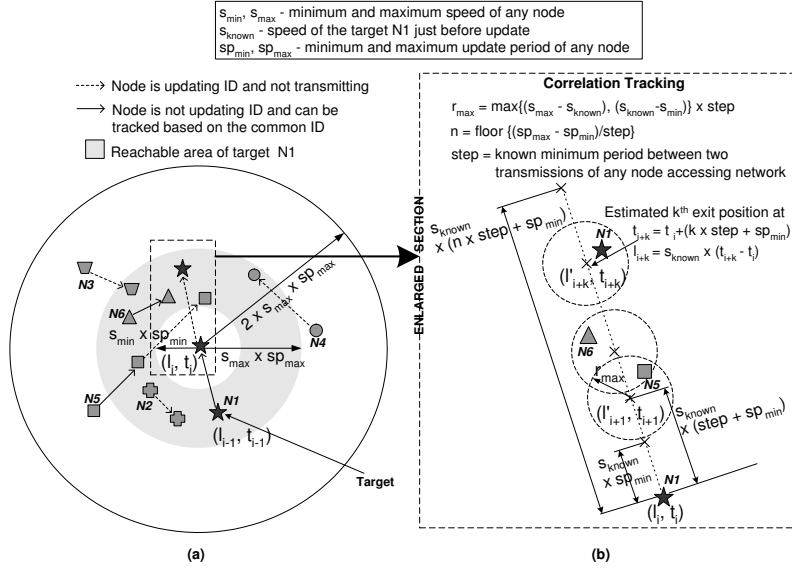 s_min, s_max - minimum and maximum speed of any node
s_known - speed of the target N1 just before update
sp_min, sp_max - minimum and maximum update period of any node
Node is updating ID and not transmitting
Node is not updating ID and can be
tracked based on the common ID
Reachable area of target N1
N3
N6
s_min x sp_min
2 x s_max x sp_max
N4
(l_i, t_i)
s_max x sp_max
N5
N2
N1
(l_i-1, t_i-1)
Target
(a)
ENLARGED SECTION
Correlation Tracking
r_max = max{(s_max - s_known), (s_known-s_min)} x step
n = floor {(sp_max - sp_min)/step}
step = known minimum period between two
transmissions of any node accessing network
s_known
x (n x step + sp_min)
Estimated k^th exit position at
t_i+k = t_i+(k x step + sp_min)
l_i+k = s_known x (t_i+k - t_i)
N1
(l'_i+k, t_i+k)
N6
r_max
N5
(l'_i+1, t_i+1)
s_known
x (step + sp_min)
s_known
x sp_min
N1
(l_i, t_i)
(b)